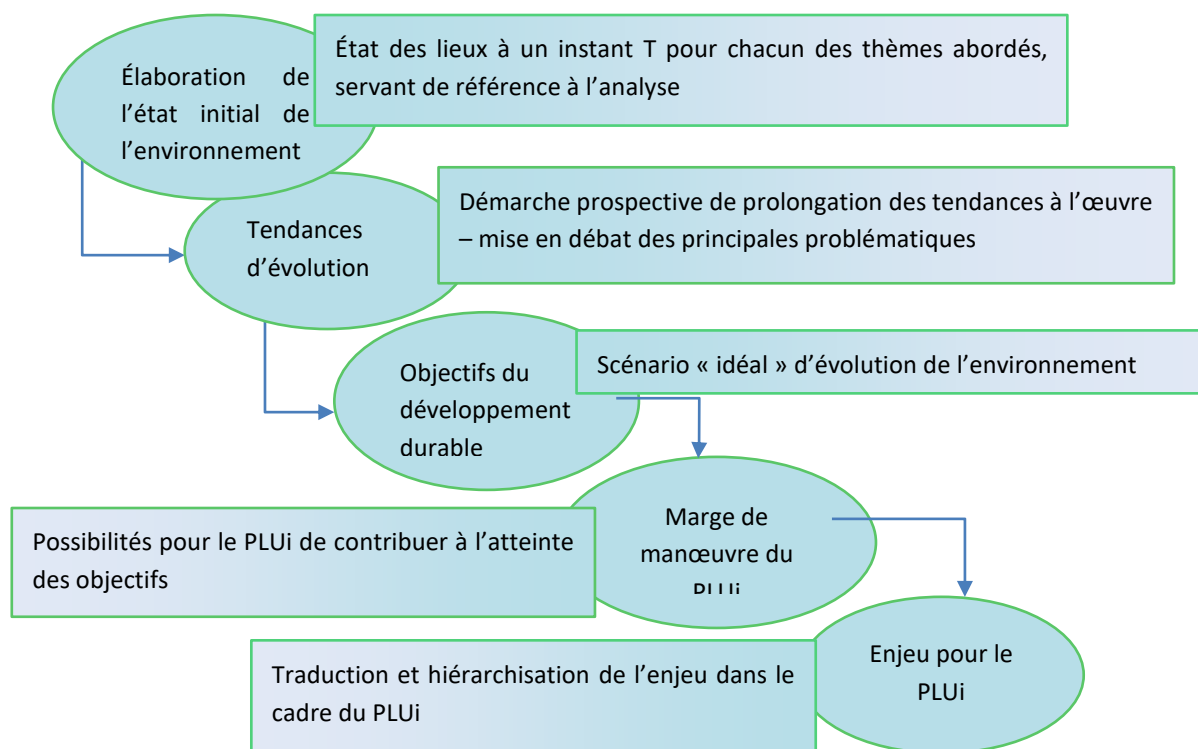 Élaboration de
l’état initial de
l’environnement
État des lieux à un instant T pour chacun des thèmes abordés,
servant de référence à l’analyse
Tendances
d’évolution
Démarche prospective de prolongation des tendances à l’œuvre
– mise en débat des principales problématiques
Objectifs du
développement
durable
Scénario « idéal » d’évolution de l’environnement
Marge de
manœuvre du
PLUi
Possibilités pour le PLUi de contribuer à l’atteinte
des objectifs
Enjeu pour le
PLUi
Traduction et hiérarchisation de l’enjeu dans le
cadre du PLUi